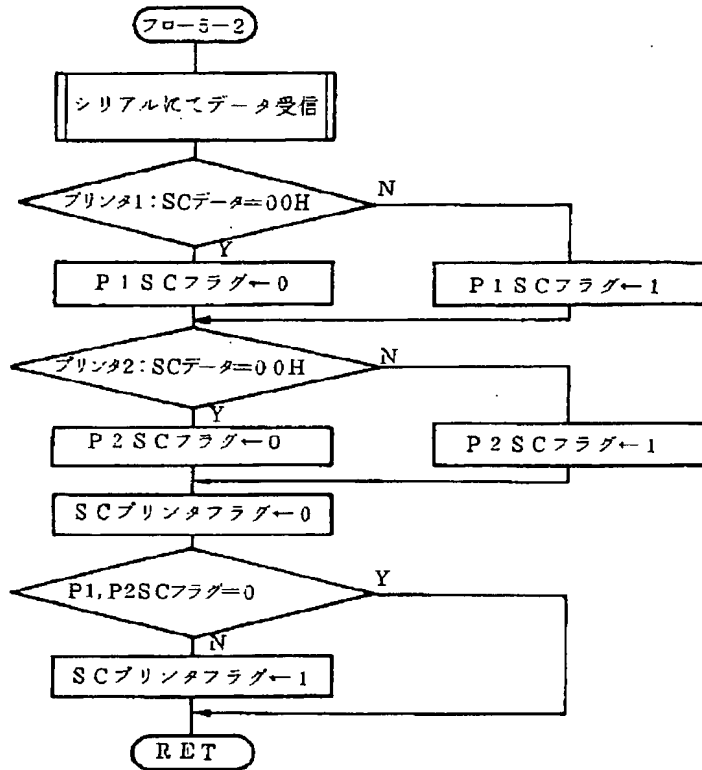 フロー5-2
シリアルにてデータ受信
プリンタ1:SCデータ=00H
N
Y
P1SCフラグ←0
P1SCフラグ←1
プリンタ2:SCデータ=00H
N
Y
P2SCフラグ←0
P2SCフラグ←1
SCプリンタフラグ←0
P1,P2SCフラグ=0
Y
N
SCプリンタフラグ←1
RET